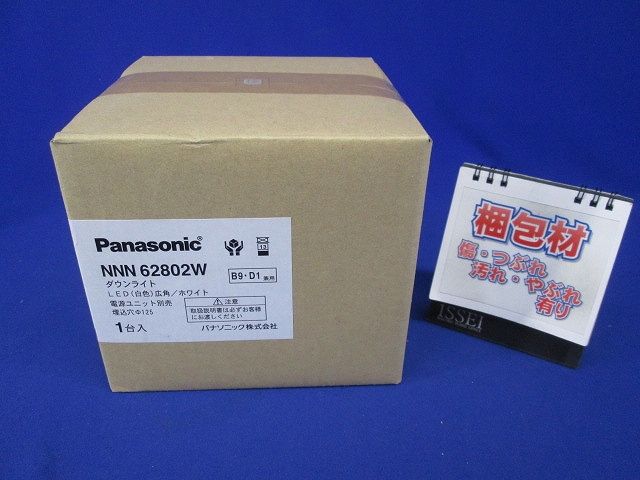 Panasonic
NNN 62802W
B9・D1兼用
ダウンライト
LED(白色)広角/ホワイト
電源ユニット別売
埋込穴Φ125
1台入
⚠注意
取扱説明書は必ずお客様
にお渡しください
パナソニック株式会社
梱包材
傷・つぶれ
汚れ・やぶれ
有り
ISSEI